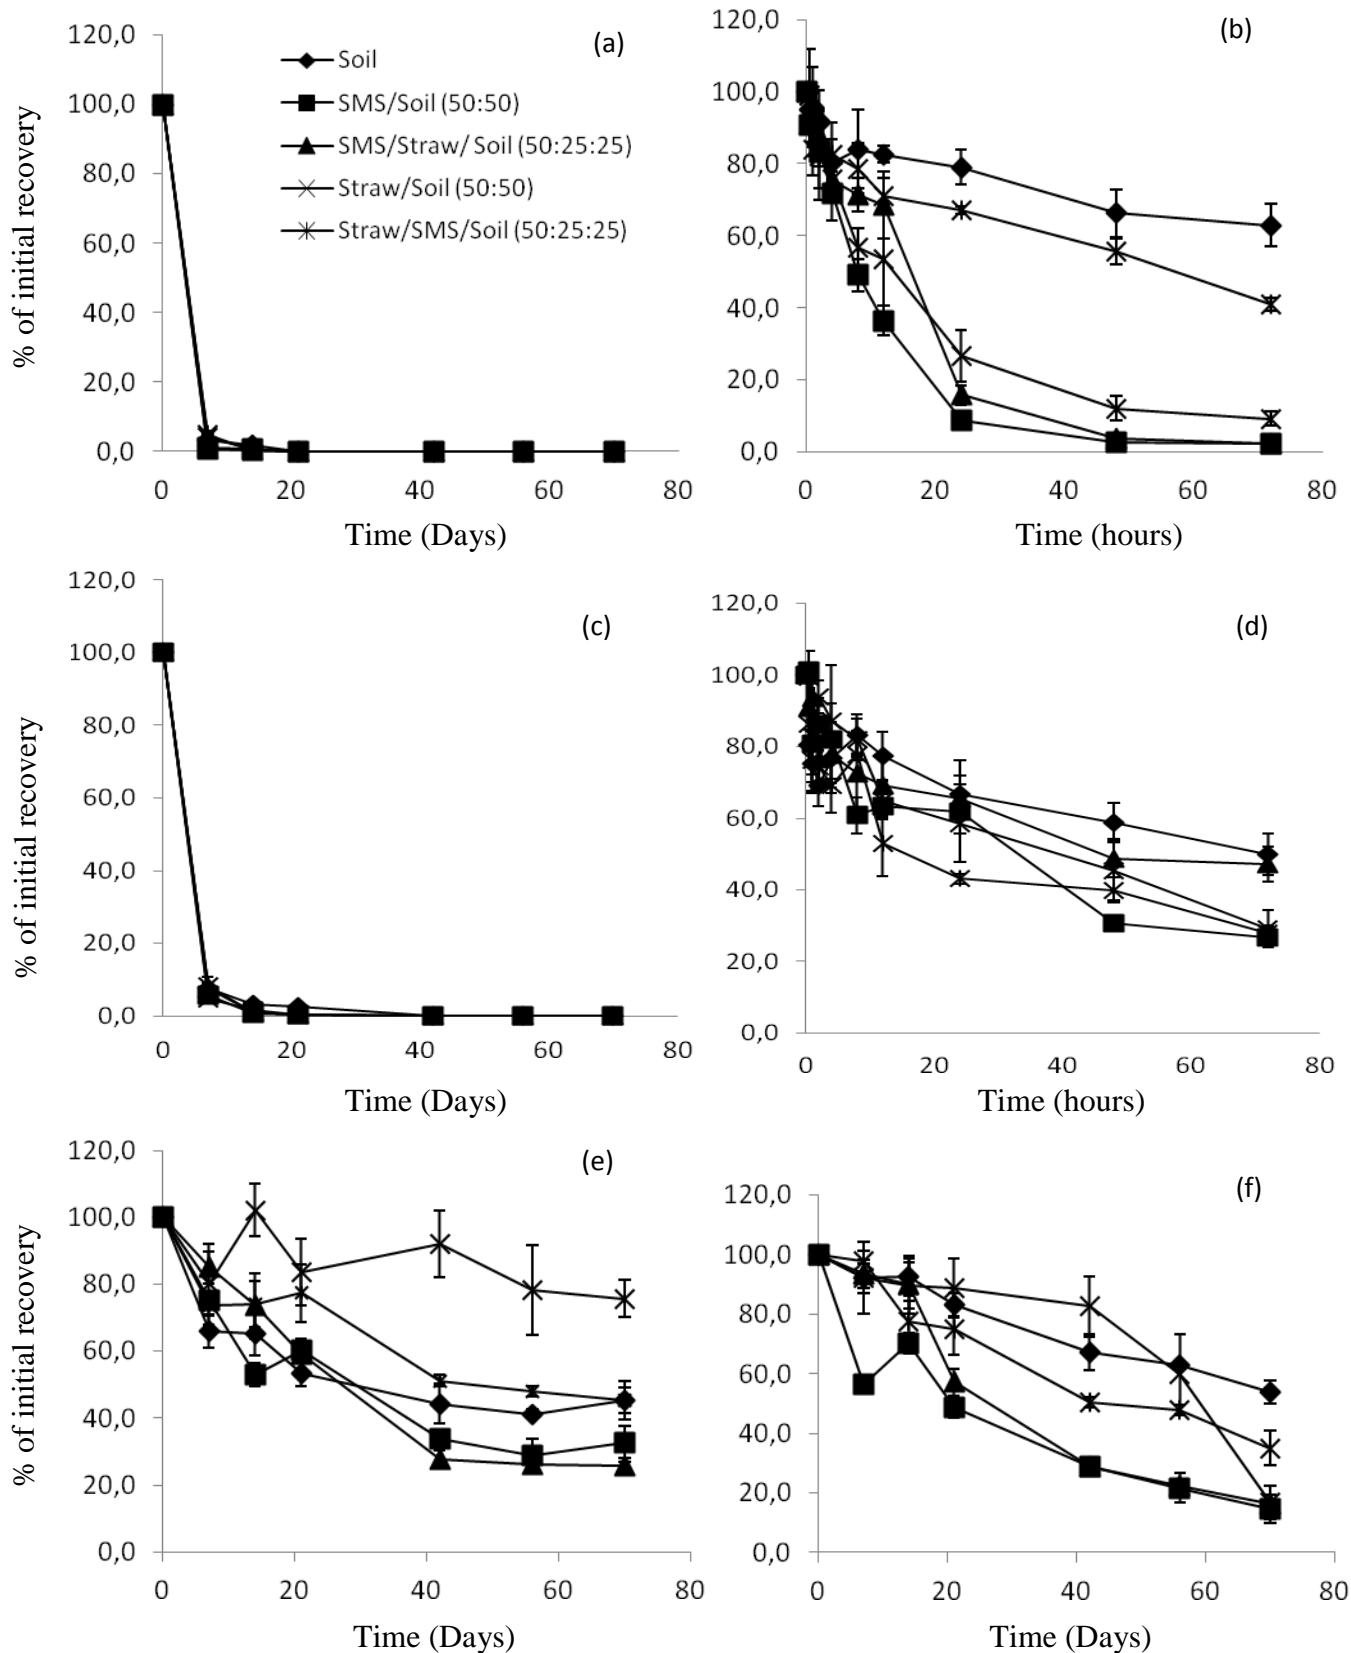 (a)
120,0
100,0
80,0
60,0
40,0
20,0
0,0
% of initial recovery
Soil
SMS/Soil (50:50)
SMS/Straw/ Soil (50:25:25)
Straw/Soil (50:50)
Straw/SMS/Soil (50:25:25)
0 20 40 60 80
Time (Days)
(b)
120,0
100,0
80,0
60,0
40,0
20,0
0,0
0 20 40 60 80
Time (hours)
(c)
120,0
100,0
80,0
60,0
40,0
20,0
0,0
% of initial recovery
0 20 40 60 80
Time (Days)
(d)
120,0
100,0
80,0
60,0
40,0
20,0
0,0
0 20 40 60 80
Time (hours)
(e)
120,0
100,0
80,0
60,0
40,0
20,0
0,0
% of initial recovery
0 20 40 60 80
Time (Days)
(f)
120,0
100,0
80,0
60,0
40,0
20,0
0,0
0 20 40 60 80
Time (Days)